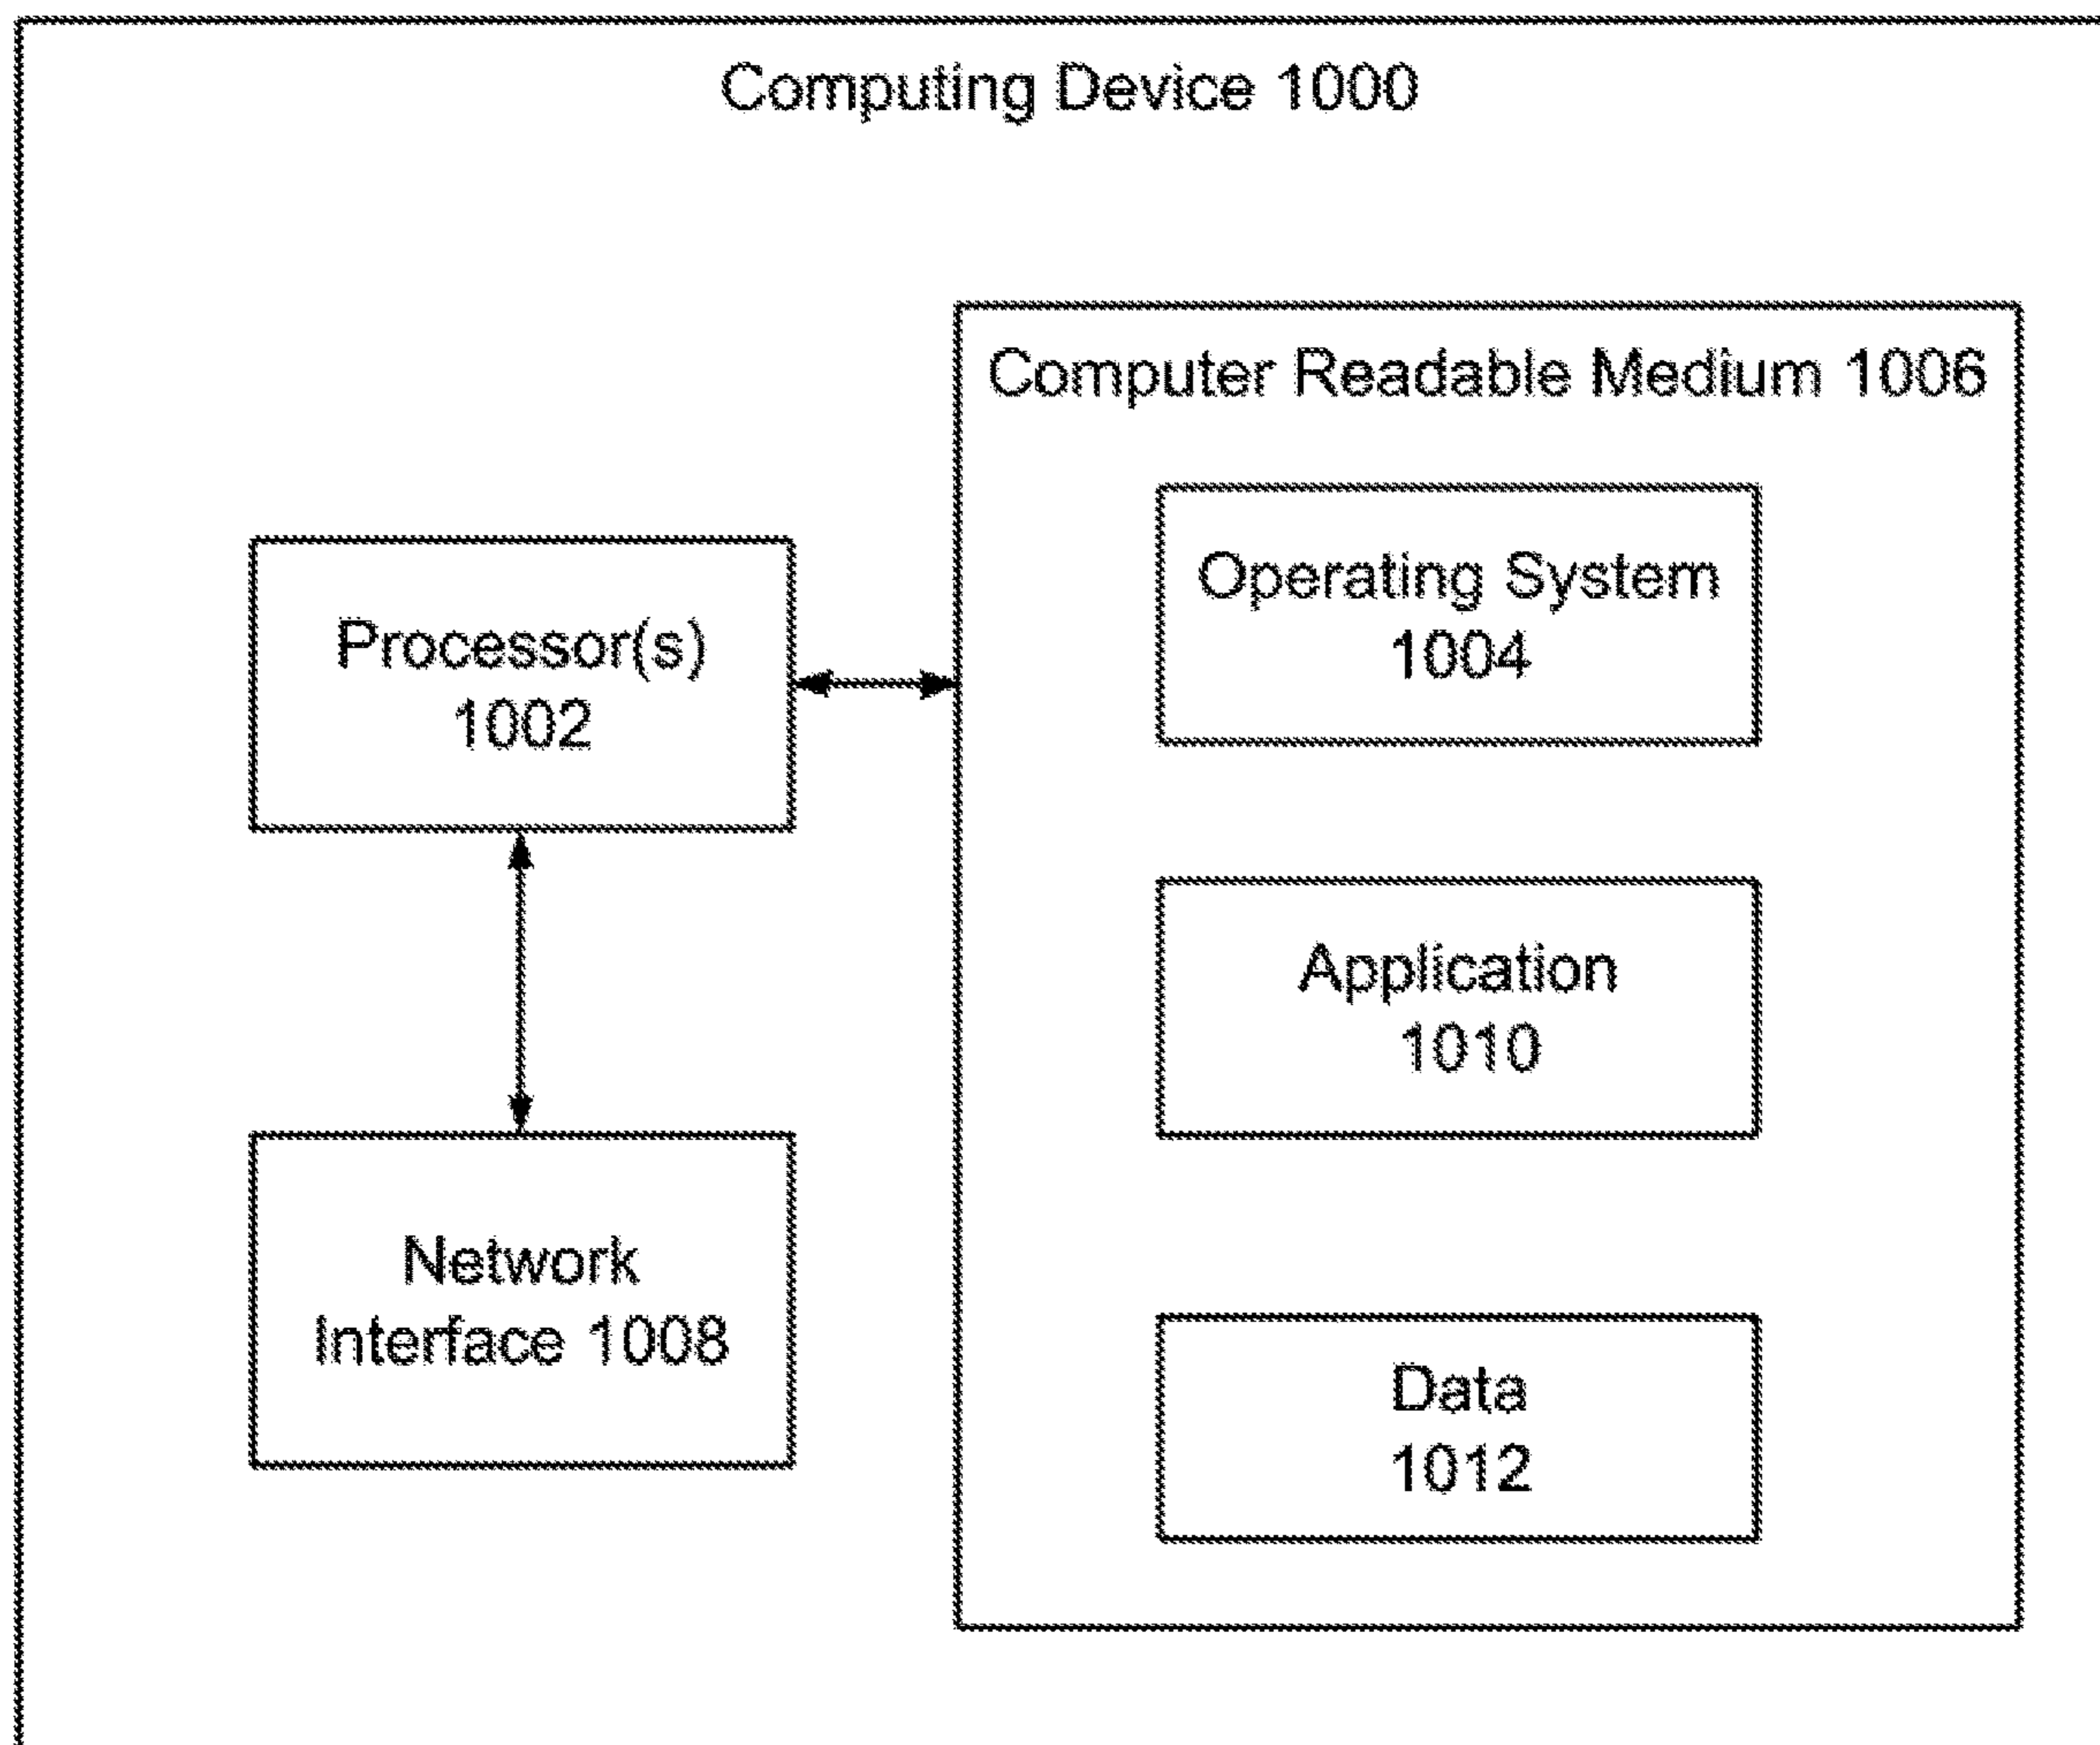 Computing Device 1000
Computer Readable Medium 1006
Operating System
1004
Processor(s)
1002
Application
1010
Network
Interface 1008
Data
1012